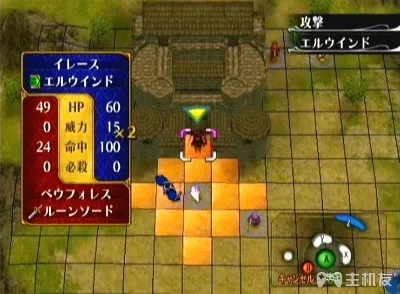 攻撃
エルウインド
イレース
エルウインド
49 HP 60
0 威力 15×2
24 命中 100
0 必殺 0
ベウフォレス
ルーンソード
A
B
X
キャンセル
主机友